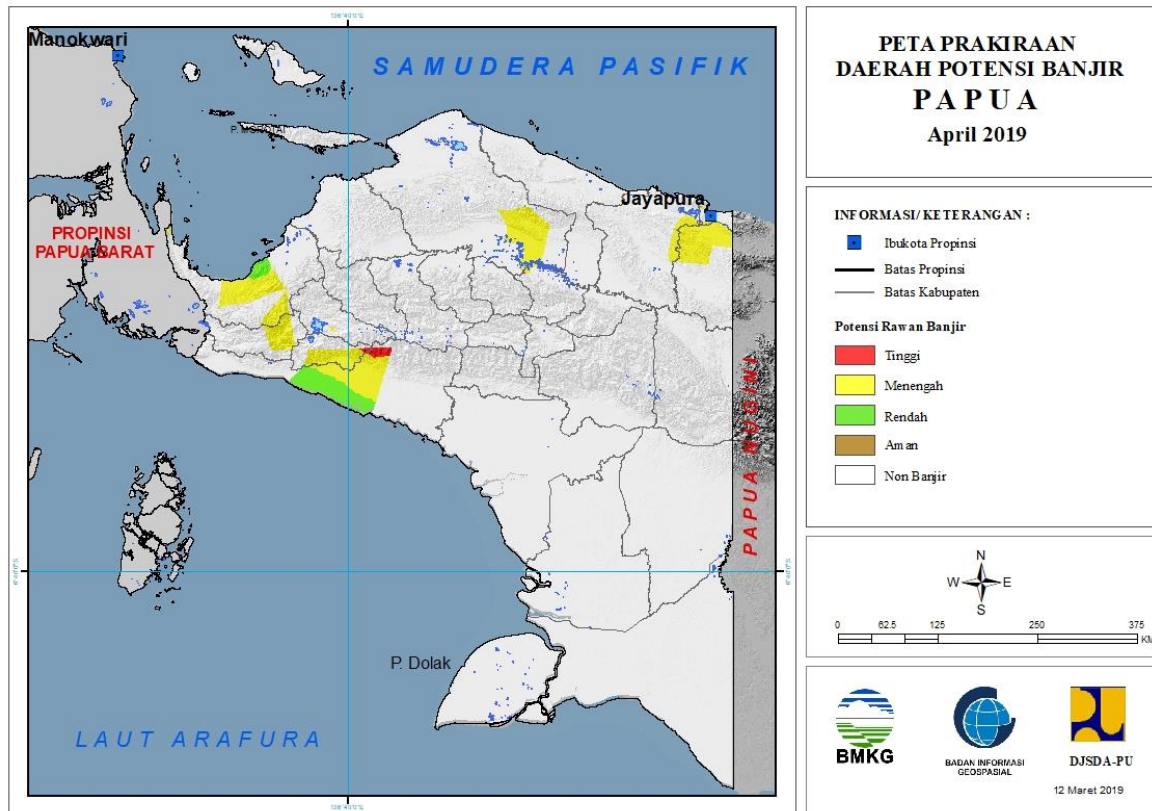 Manokwari
SAMUDERA PASIFIK
Jayapura
PROPINSI
PAPUA BARAT
PAPUA NUGINI
P. Dolak
LAUT ARAFURA
PETA PRAKIRAAN
DAERAH POTENSI BANJIR
PAPUA
April 2019
INFORMASI/ KETERANGAN :
Ibukota Propinsi
Batas Propinsi
Batas Kabupaten
Potensi Rawan Banjir
Tinggi
Menengah
Rendah
Aman
Non Banjir
N
W E
S
0 62.5 125 250 375
KM
BMKG
BADAN INFORMASI
GEOSPASIAL
DJSDA-PU
12 Maret 2019